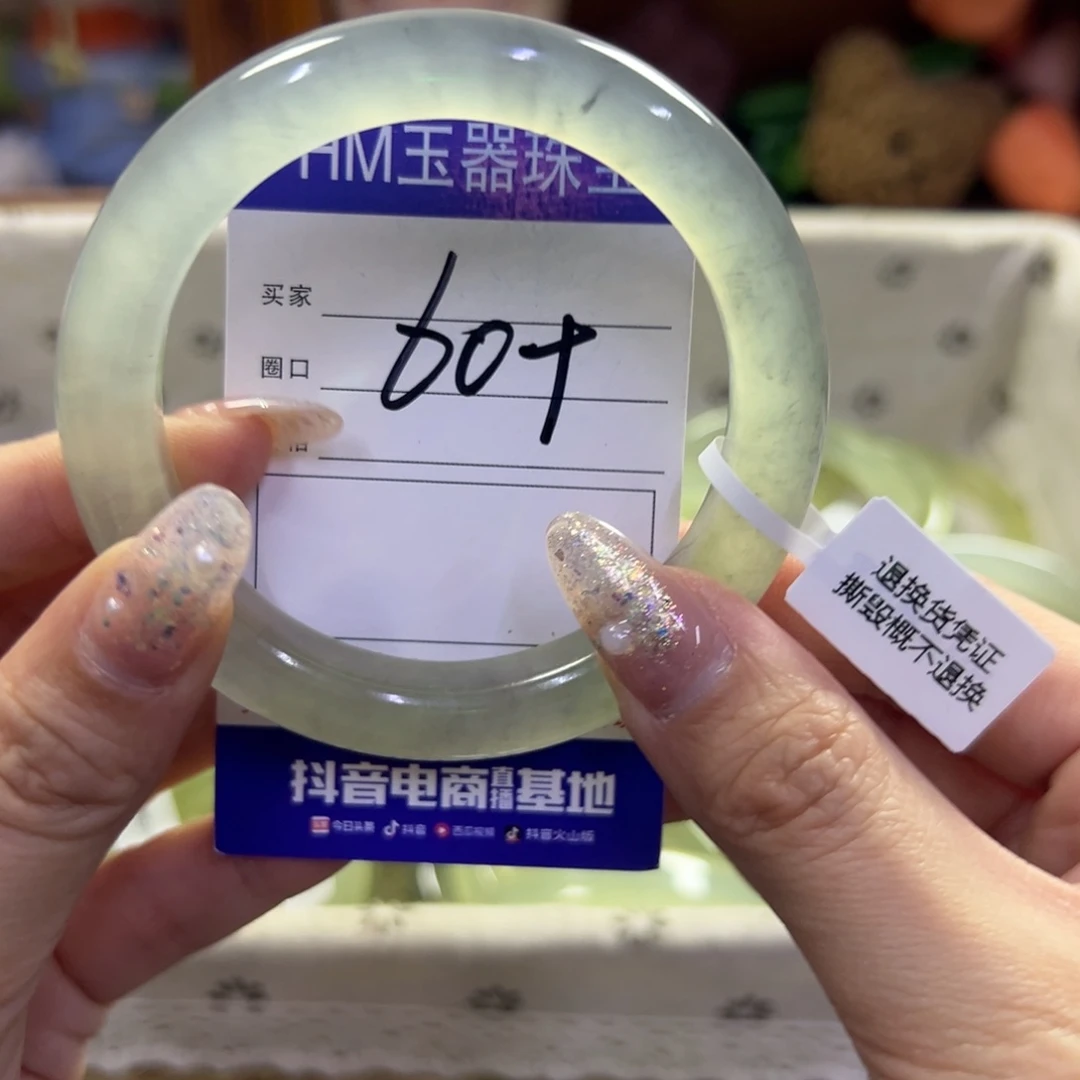 HM玉器珠宝
买家
圈口
60+
抖音电商直播基地
今日头条 抖音 西瓜视频 抖音火山版
退换货凭证
撕毁概不退换